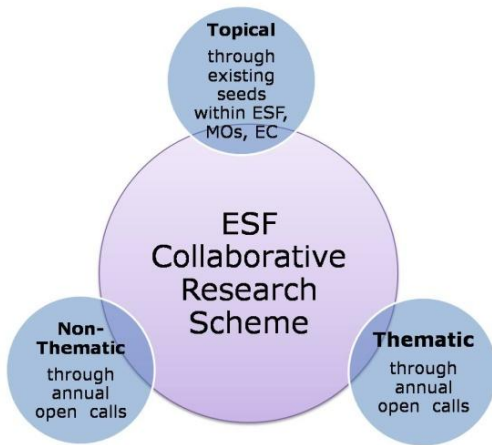 Topical
through
existing
seeds
within ESF,
MOs, EC
ESF
Collaborative
Research
Scheme
Non-
Thematic
through
annual
open calls
Thematic
through
annual
open calls